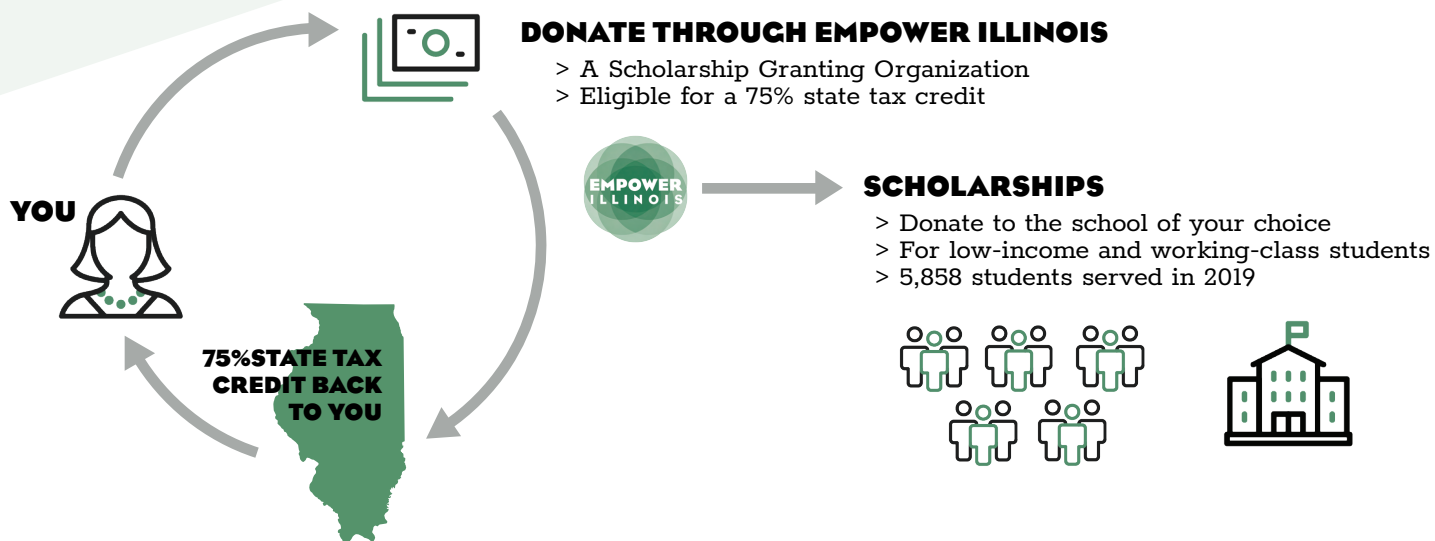 DONATE THROUGH EMPOWER ILLINOIS
> A Scholarship Granting Organization
> Eligible for a 75% state tax credit
EMPOWER
ILLINOIS
SCHOLARSHIPS
> Donate to the school of your choice
> For low-income and working-class students
> 5,858 students served in 2019
YOU
75%STATE TAX
CREDIT BACK
TO YOU